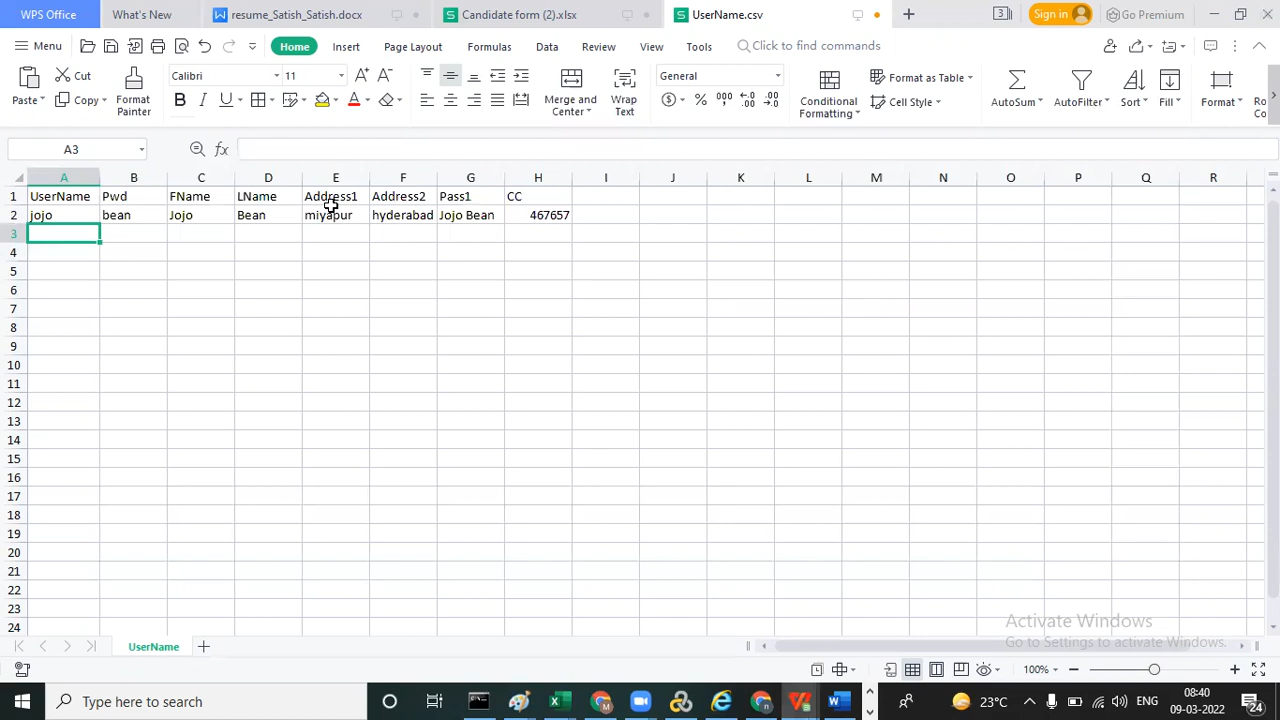 WPS Office What's New resume_Satish_Satish.docx Candidate form (2).xlsx UserName.csv 3 Sign in Go Premium
Menu Home Insert Page Layout Formulas Data Review View Tools Click to find commands
Paste Cut Copy Format Painter Calibri 11 Merge and Center Wrap Text General Conditional Formatting Format as Table Cell Style AutoSum AutoFilter Sort Fill Format Ro Co
A3
A B C D E F G H I J K L M N O P Q R
1 UserName Pwd FName LName Address1 Address2 Pass1 CC
2 jojo bean Jojo Bean miyapur hyderabad Jojo Bean 467657
3
4
5
6
7
8
9
10
11
12
13
14
15
16
17
18
19
20
21
22
23
24
Activate Windows
Go to Settings to activate Windows.
UserName
100%
Type here to search 23°C ENG 08:40
09-03-2022 24